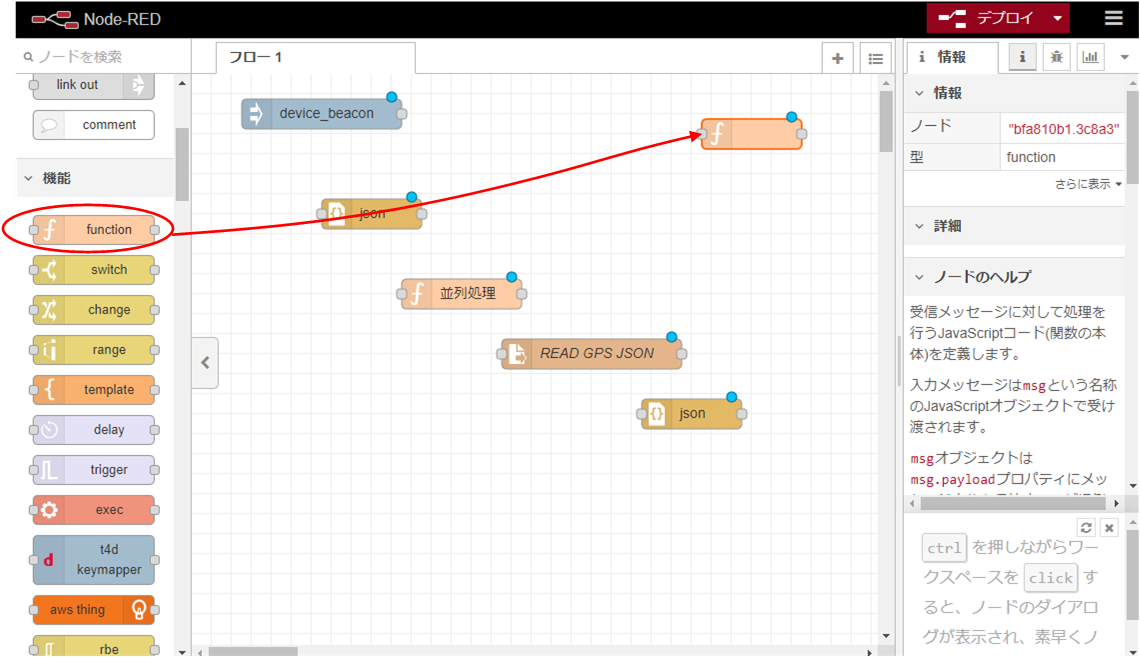 Node-RED
デプロイ
ノードを検索
フロー 1
i 情報
link out
comment
機能
function
switch
change
range
template
delay
trigger
exec
t4d
keymapper
aws thing
rbe
device_beacon
json
並列処理
READ GPS JSON
json
情報
ノード "bfa810b1.3c8a3"
型 function
さらに表示
詳細
ノードのヘルプ
受信メッセージに対して処理を
行うJavaScriptコード(関数の本
体)を定義します。
入力メッセージはmsgという名称
のJavaScriptオブジェクトで受け
渡されます。
msgオブジェクトは
msg.payloadプロパティにメッ
ctrl を押しながらワー
クスペースを click す
ると、ノードのダイアロ
グが表示され、素早くノ